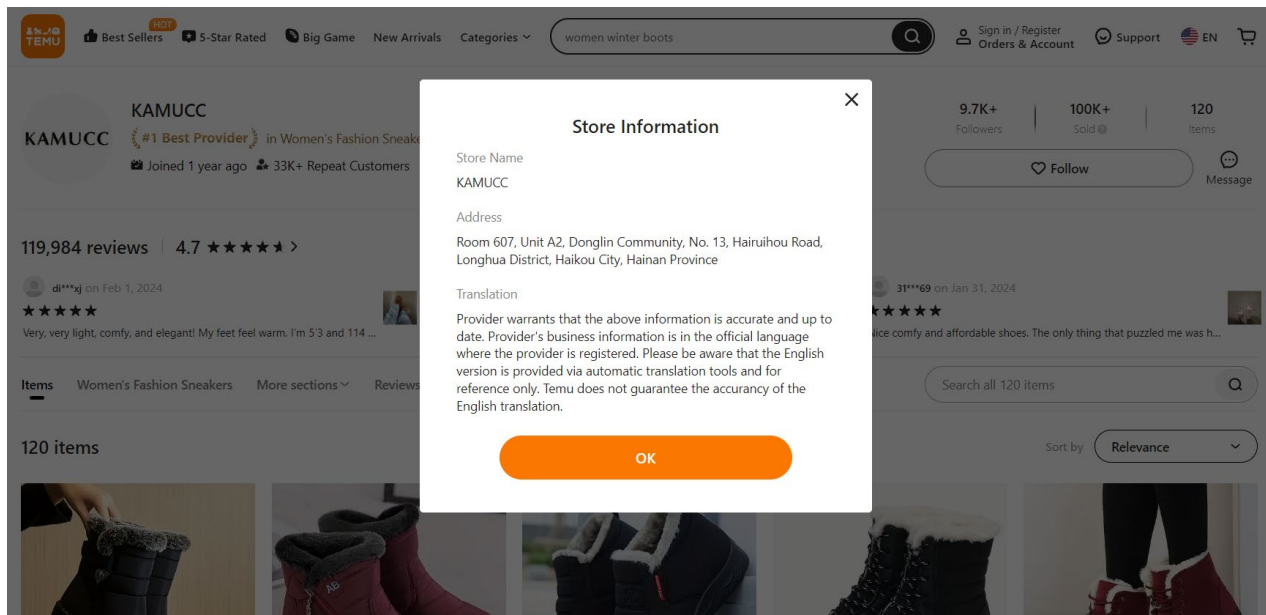 TEMU
Best Sellers
HOT
5-Star Rated
Big Game
New Arrivals
Categories
women winter boots
Sign in / Register
Orders & Account
Support
EN
KAMUCC
KAMUCC
#1 Best Provider
in Women's Fashion Sneake
Joined 1 year ago
33K+ Repeat Customers
9.7K+
Followers
100K+
Sold
120
Items
Follow
Message
119,984 reviews
4.7
di***xj on Feb 1, 2024
Very, very light, comfy, and elegant! My feet feel warm. I'm 5'3 and 114 ...
31***69 on Jan 31, 2024
Nice comfy and affordable shoes. The only thing that puzzled me was h...
Items
Women's Fashion Sneakers
More sections
Reviews
Search all 120 items
120 items
Sort by
Relevance
Store Information
Store Name
KAMUCC
Address
Room 607, Unit A2, Donglin Community, No. 13, Hairuihou Road,
Longhua District, Haikou City, Hainan Province
Translation
Provider warrants that the above information is accurate and up to
date. Provider's business information is in the official language
where the provider is registered. Please be aware that the English
version is provided via automatic translation tools and for
reference only. Temu does not guarantee the accurancy of the
English translation.
OK
AB